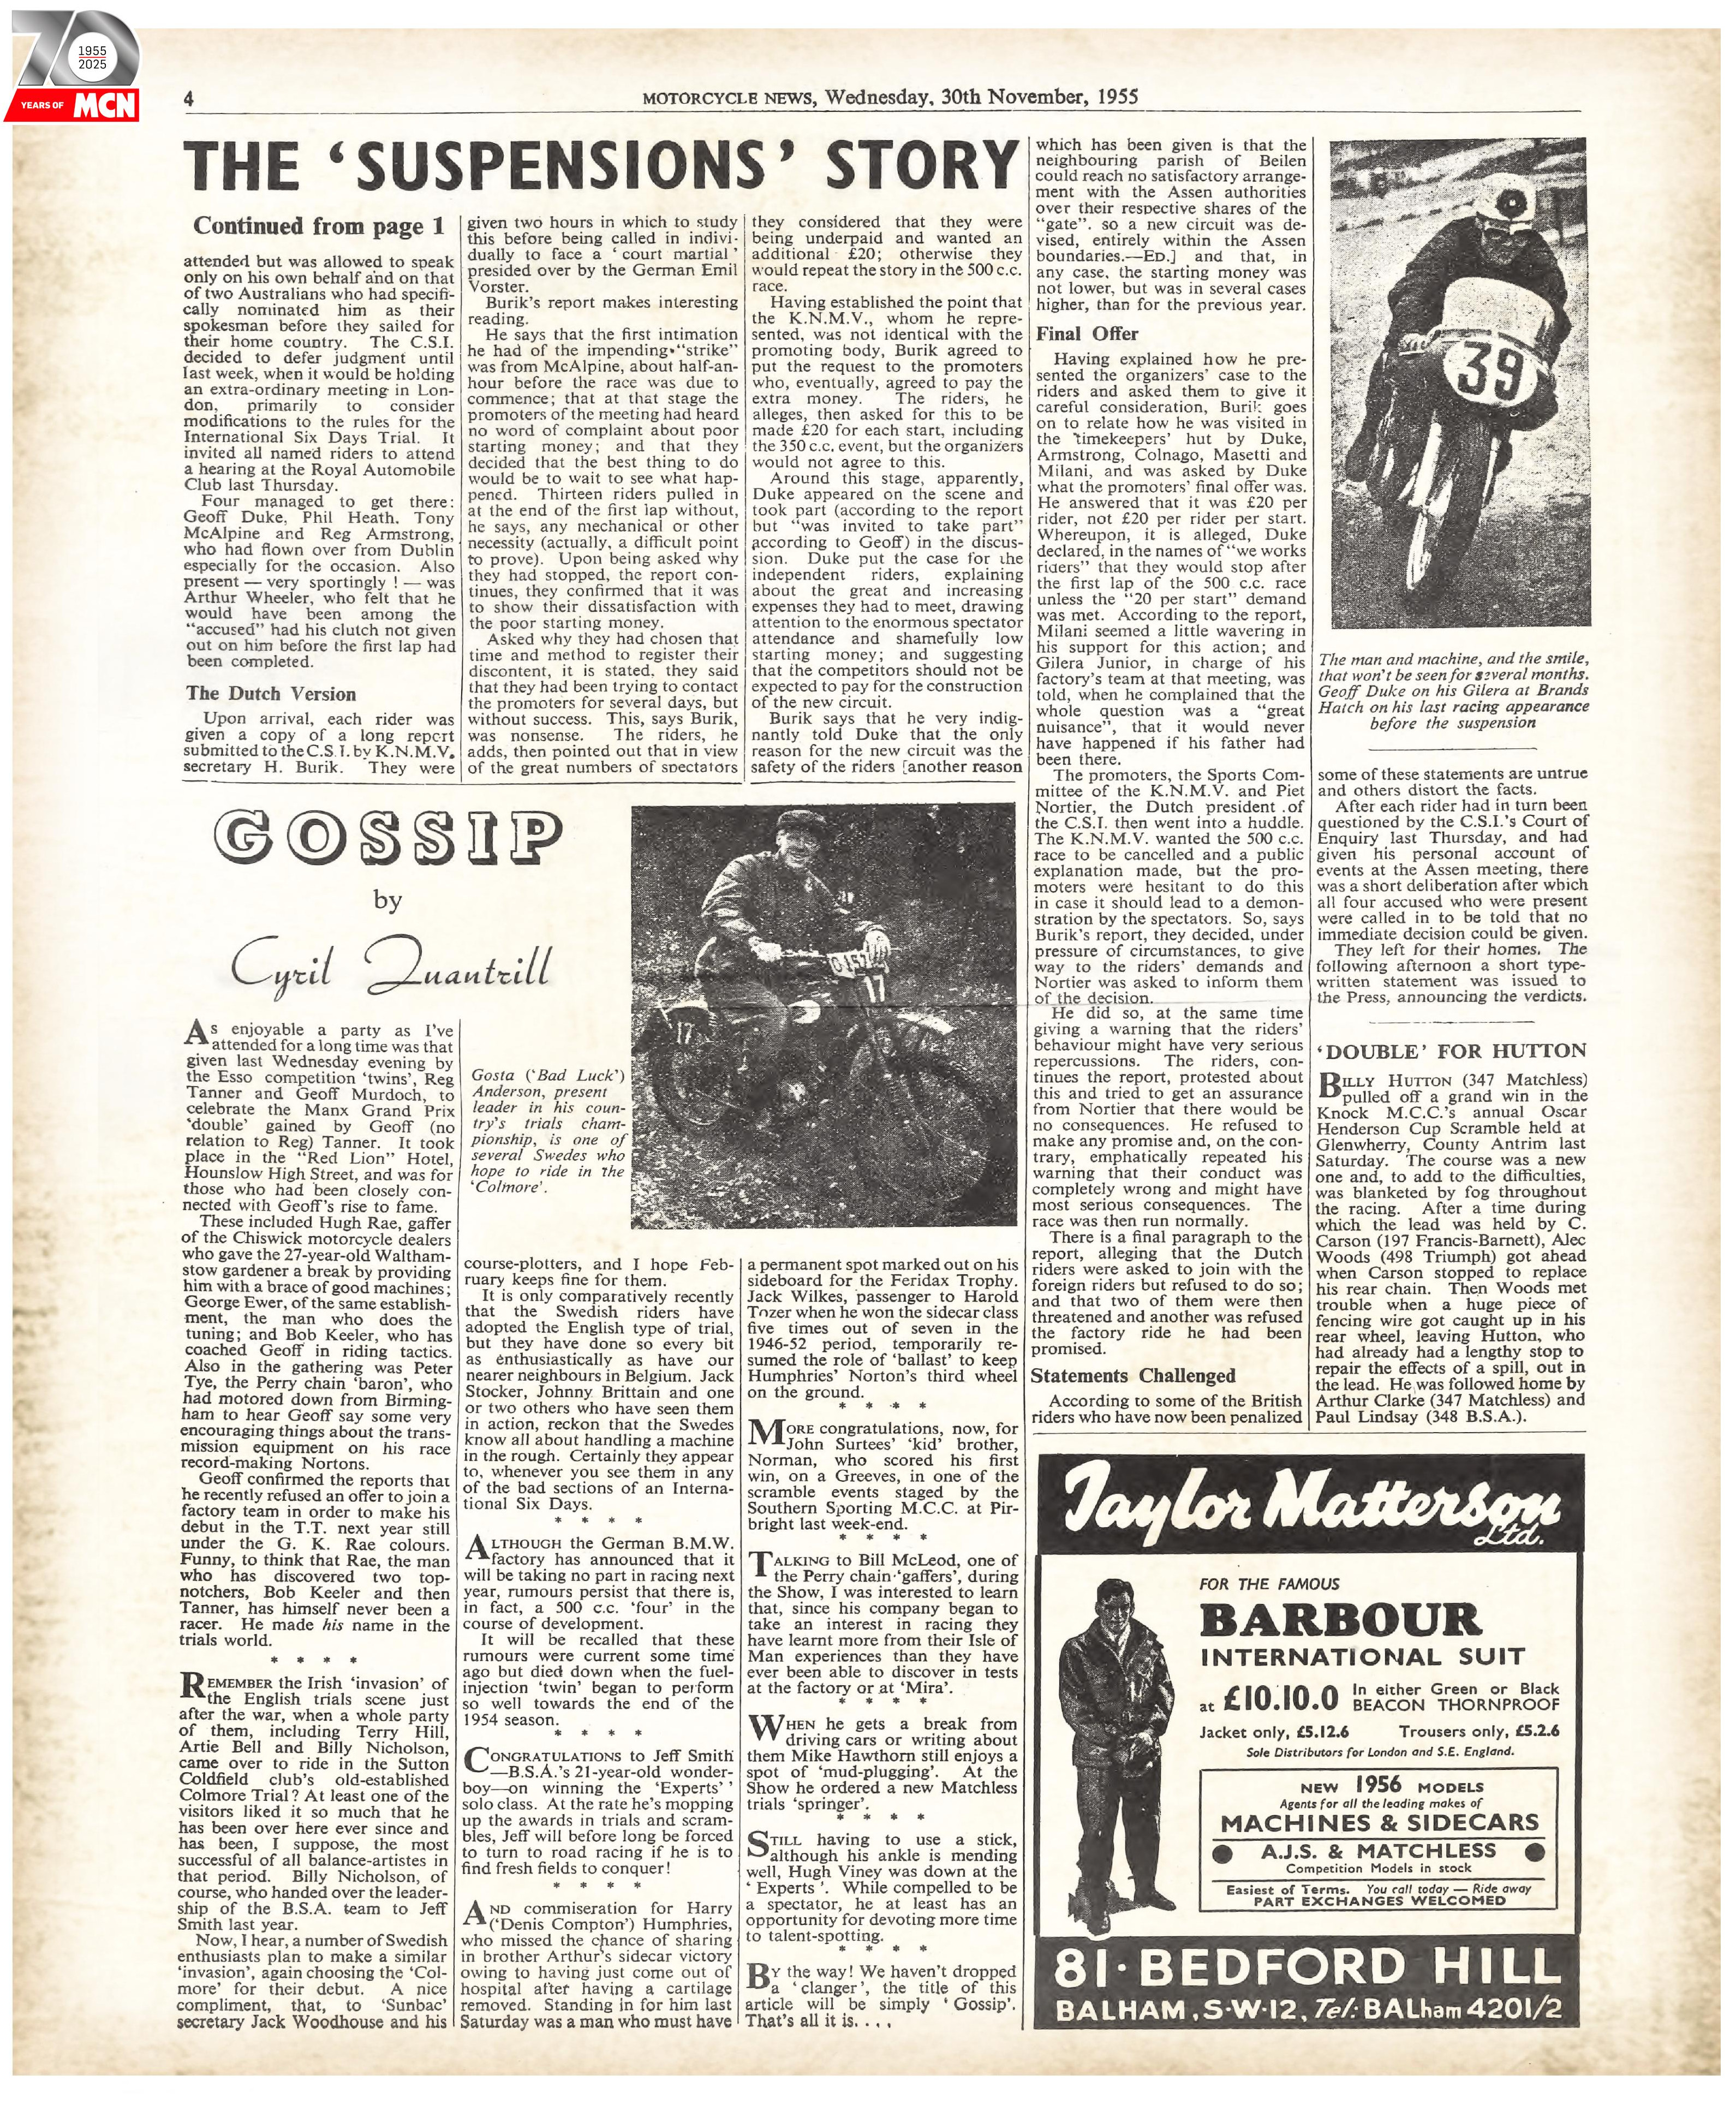 70
1955
2025
YEARS OF MCN
4
MOTORCYCLE NEWS, Wednesday, 30th November, 1955
THE ‘SUSPENSIONS’ STORY
Continued from page 1
attended but was allowed to speak
only on his own behalf and on that
of two Australians who had specifi-
cally nominated him as their
spokesman before they sailed for
their home country. The C.S.I.
decided to defer judgment until
last week, when it would be holding
an extra-ordinary meeting in Lon-
don, primarily to consider
modifications to the rules for the
International Six Days Trial. It
invited all named riders to attend
a hearing at the Royal Automobile
Club last Thursday.
Four managed to get there:
Geoff Duke, Phil Heath, Tony
McAlpine and Reg Armstrong,
who had flown over from Dublin
especially for the occasion. Also
present — very sportingly ! — was
Arthur Wheeler, who felt that he
would have been among the
“accused” had his clutch not given
out on him before the first lap had
been completed.
The Dutch Version
Upon arrival, each rider was
given a copy of a long report
submitted to the C.S.I. by K.N.M.V.
secretary H. Burik. They were
given two hours in which to study
this before being called in indivi-
dually to face a ‘ court martial ’
presided over by the German Emil
Vorster.
Burik's report makes interesting
reading.
He says that the first intimation
he had of the impending “strike”
was from McAlpine, about half-an-
hour before the race was due to
commence; that at that stage the
promoters of the meeting had heard
no word of complaint about poor
starting money; and that they
decided that the best thing to do
would be to wait to see what hap-
pened. Thirteen riders pulled in
at the end of the first lap without,
he says, any mechanical or other
necessity (actually, a difficult point
to prove). Upon being asked why
they had stopped, the report con-
tinues, they confirmed that it was
to show their dissatisfaction with
the poor starting money.
Asked why they had chosen that
time and method to register their
discontent, it is stated, they said
that they had been trying to contact
the promoters for several days, but
without success. This, says Burik,
was nonsense. The riders, he
adds, then pointed out that in view
of the great numbers of spectators
they considered that they were
being underpaid and wanted an
additional £20; otherwise they
would repeat the story in the 500 c.c.
race.
Having established the point that
the K.N.M.V., whom he repre-
sented, was not identical with the
promoting body, Burik agreed to
put the request to the promoters
who, eventually, agreed to pay the
extra money. The riders, he
alleges, then asked for this to be
made £20 for each start, including
the 350 c.c. event, but the organizers
would not agree to this.
Around this stage, apparently,
Duke appeared on the scene and
took part (according to the report
but “was invited to take part”
according to Geoff) in the discus-
sion. Duke put the case for the
independent riders, explaining
about the great and increasing
expenses they had to meet, drawing
attention to the enormous spectator
attendance and shamefully low
starting money; and suggesting
that the competitors should not be
expected to pay for the construction
of the new circuit.
Burik says that he very indig-
nantly told Duke that the only
reason for the new circuit was the
safety of the riders [another reason
which has been given is that the
neighbouring parish of Beilen
could reach no satisfactory arrange-
ment with the Assen authorities
over their respective shares of the
“gate”. so a new circuit was de-
vised, entirely within the Assen
boundaries.—ED.] and that, in
any case, the starting money was
not lower, but was in several cases
higher, than for the previous year.
Final Offer
Having explained how he pre-
sented the organizers' case to the
riders and asked them to give it
careful consideration, Burik goes
on to relate how he was visited in
the timekeepers' hut by Duke,
Armstrong, Colnago, Masetti and
Milani, and was asked by Duke
what the promoters' final offer was.
He answered that it was £20 per
rider, not £20 per rider per start.
Whereupon, it is alleged, Duke
declared, in the names of “we works
riders” that they would stop after
the first lap of the 500 c.c. race
unless the “20 per start” demand
was met. According to the report,
Milani seemed a little wavering in
his support for this action; and
Gilera Junior, in charge of his
factory's team at that meeting, was
told, when he complained that the
whole question was a “great
nuisance”, that it would never
have happened if his father had
been there.
The promoters, the Sports Com-
mittee of the K.N.M.V. and Piet
Nortier, the Dutch president of
the C.S.I. then went into a huddle.
The K.N.M.V. wanted the 500 c.c.
race to be cancelled and a public
explanation made, but the pro-
moters were hesitant to do this
in case it should lead to a demon-
stration by the spectators. So, says
Burik's report, they decided, under
pressure of circumstances, to give
way to the riders' demands and
Nortier was asked to inform them
of the decision.
He did so, at the same time
giving a warning that the riders'
behaviour might have very serious
repercussions. The riders, con-
tinues the report, protested about
this and tried to get an assurance
from Nortier that there would be
no consequences. He refused to
make any promise and, on the con-
trary, emphatically repeated his
warning that their conduct was
completely wrong and might have
most serious consequences. The
race was then run normally.
There is a final paragraph to the
report, alleging that the Dutch
riders were asked to join with the
foreign riders but refused to do so;
and that two of them were then
threatened and another was refused
the factory ride he had been
promised.
Statements Challenged
According to some of the British
riders who have now been penalized
39
The man and machine, and the smile,
that won't be seen for several months.
Geoff Duke on his Gilera at Brands
Hatch on his last racing appearance
before the suspension
some of these statements are untrue
and others distort the facts.
After each rider had in turn been
questioned by the C.S.I.'s Court of
Enquiry last Thursday, and had
given his personal account of
events at the Assen meeting, there
was a short deliberation after which
all four accused who were present
were called in to be told that no
immediate decision could be given.
They left for their homes. The
following afternoon a short type-
written statement was issued to
the Press, announcing the verdicts.
‘DOUBLE’ FOR HUTTON
BILLY HUTTON (347 Matchless)
pulled off a grand win in the
Knock M.C.C.'s annual Oscar
Henderson Cup Scramble held at
Glenwherry, County Antrim last
Saturday. The course was a new
one and, to add to the difficulties,
was blanketed by fog throughout
the racing. After a time during
which the lead was held by C.
Carson (197 Francis-Barnett), Alec
Woods (498 Triumph) got ahead
when Carson stopped to replace
his rear chain. Then Woods met
trouble when a huge piece of
fencing wire got caught up in his
rear wheel, leaving Hutton, who
had already had a lengthy stop to
repair the effects of a spill, out in
the lead. He was followed home by
Arthur Clarke (347 Matchless) and
Paul Lindsay (348 B.S.A.).
GOSSIP
by
Cyril Quantrill
AS enjoyable a party as I've
attended for a long time was that
given last Wednesday evening by
the Esso competition ‘twins’, Reg
Tanner and Geoff Murdoch, to
celebrate the Manx Grand Prix
‘double’ gained by Geoff (no
relation to Reg) Tanner. It took
place in the “Red Lion” Hotel,
Hounslow High Street, and was for
those who had been closely con-
nected with Geoff's rise to fame.
These included Hugh Rae, gaffer
of the Chiswick motorcycle dealers
who gave the 27-year-old Waltham-
stow gardener a break by providing
him with a brace of good machines;
George Ewer, of the same establish-
ment, the man who does the
tuning; and Bob Keeler, who has
coached Geoff in riding tactics.
Also in the gathering was Peter
Tye, the Perry chain ‘baron’, who
had motored down from Birming-
ham to hear Geoff say some very
encouraging things about the trans-
mission equipment on his race
record-making Nortons.
Geoff confirmed the reports that
he recently refused an offer to join a
factory team in order to make his
debut in the T.T. next year still
under the G. K. Rae colours.
Funny, to think that Rae, the man
who has discovered two top-
notchers, Bob Keeler and then
Tanner, has himself never been a
racer. He made his name in the
trials world.
* * * *
REMEMBER the Irish ‘invasion’ of
the English trials scene just
after the war, when a whole party
of them, including Terry Hill,
Artie Bell and Billy Nicholson,
came over to ride in the Sutton
Coldfield club's old-established
Colmore Trial? At least one of the
visitors liked it so much that he
has been over here ever since and
has been, I suppose, the most
successful of all balance-artistes in
that period. Billy Nicholson, of
course, who handed over the leader-
ship of the B.S.A. team to Jeff
Smith last year.
Now, I hear, a number of Swedish
enthusiasts plan to make a similar
‘invasion’, again choosing the ‘Col-
more’ for their debut. A nice
compliment, that, to ‘Sunbac’
secretary Jack Woodhouse and his
Gosta (‘Bad Luck’)
Anderson, present
leader in his coun-
try's trials cham-
pionship, is one of
several Swedes who
hope to ride in the
‘Colmore’.
17
17
course-plotters, and I hope Feb-
ruary keeps fine for them.
It is only comparatively recently
that the Swedish riders have
adopted the English type of trial,
but they have done so every bit
as enthusiastically as have our
nearer neighbours in Belgium. Jack
Stocker, Johnny Brittain and one
or two others who have seen them
in action, reckon that the Swedes
know all about handling a machine
in the rough. Certainly they appear
to, whenever you see them in any
of the bad sections of an Interna-
tional Six Days.
* * * *
ALTHOUGH the German B.M.W.
factory has announced that it
will be taking no part in racing next
year, rumours persist that there is,
in fact, a 500 c.c. ‘four’ in the
course of development.
It will be recalled that these
rumours were current some time
ago but died down when the fuel-
injection ‘twin’ began to perform
so well towards the end of the
1954 season.
* * * *
CONGRATULATIONS to Jeff Smith
—B.S.A.'s 21-year-old wonder-
boy—on winning the ‘Experts’ ’
solo class. At the rate he's mopping
up the awards in trials and scram-
bles, Jeff will before long be forced
to turn to road racing if he is to
find fresh fields to conquer!
* * * *
AND commiseration for Harry
(‘Denis Compton’) Humphries,
who missed the chance of sharing
in brother Arthur's sidecar victory
owing to having just come out of
hospital after having a cartilage
removed. Standing in for him last
Saturday was a man who must have
a permanent spot marked out on his
sideboard for the Feridax Trophy.
Jack Wilkes, passenger to Harold
Tozer when he won the sidecar class
five times out of seven in the
1946-52 period, temporarily re-
sumed the role of ‘ballast’ to keep
Humphries' Norton's third wheel
on the ground.
* * * *
MORE congratulations, now, for
John Surtees' ‘kid’ brother,
Norman, who scored his first
win, on a Greeves, in one of the
scramble events staged by the
Southern Sporting M.C.C. at Pir-
bright last week-end.
* * * *
TALKING to Bill McLeod, one of
the Perry chain ‘gaffers’, during
the Show, I was interested to learn
that, since his company began to
take an interest in racing they
have learnt more from their Isle of
Man experiences than they have
ever been able to discover in tests
at the factory or at ‘Mira’.
* * * *
WHEN he gets a break from
driving cars or writing about
them Mike Hawthorn still enjoys a
spot of ‘mud-plugging’. At the
Show he ordered a new Matchless
trials ‘springer’.
* * * *
STILL having to use a stick,
although his ankle is mending
well, Hugh Viney was down at the
‘ Experts ’. While compelled to be
a spectator, he at least has an
opportunity for devoting more time
to talent-spotting.
* * * *
BY the way! We haven't dropped
a ‘clanger’, the title of this
article will be simply ‘ Gossip’.
That's all it is. . . .
Taylor Matterson
Ltd.
FOR THE FAMOUS
BARBOUR
INTERNATIONAL SUIT
at £10.10.0 In either Green or Black
BEACON THORNPROOF
Jacket only, £5.12.6 Trousers only, £5.2.6
Sole Distributors for London and S.E. England.
NEW 1956 MODELS
Agents for all the leading makes of
MACHINES & SIDECARS
● A.J.S. & MATCHLESS ●
Competition Models in stock
Easiest of Terms. You call today — Ride away
PART EXCHANGES WELCOMED
81·BEDFORD HILL
BALHAM, S·W·12, Tel: BALham 4201/2